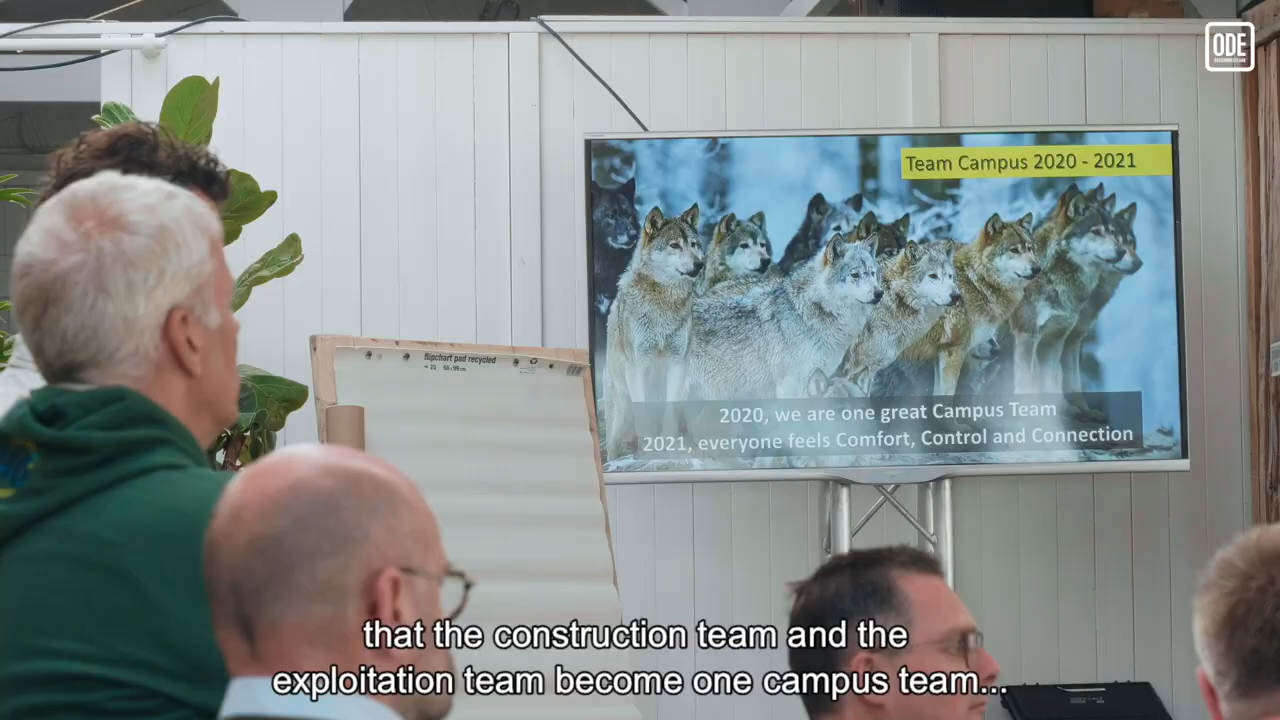 ODE
Team Campus 2020 - 2021
flipchart pad recycled
2020, we are one great Campus Team
2021, everyone feels Comfort, Control and Connection
that the construction team and the
exploitation team become one campus team...